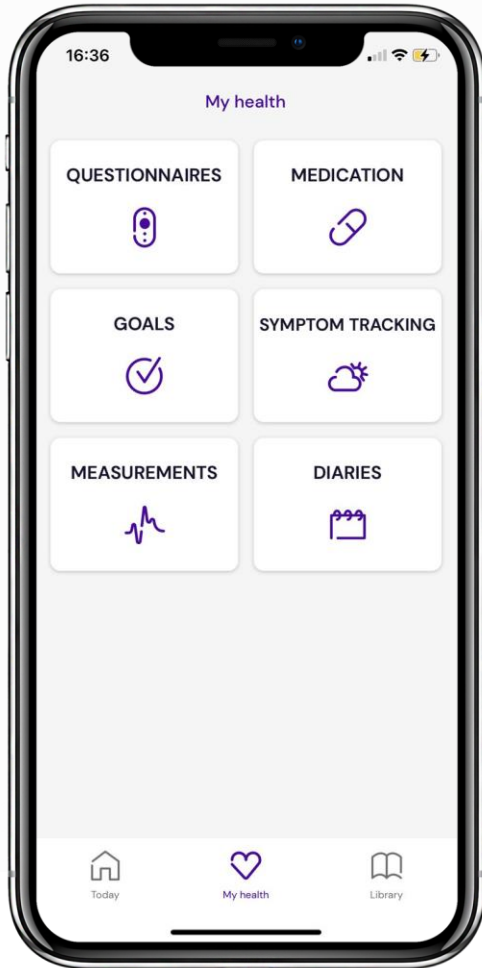 16:36
My health
QUESTIONNAIRES
MEDICATION
GOALS
SYMPTOM TRACKING
MEASUREMENTS
DIARIES
Today
My health
Library